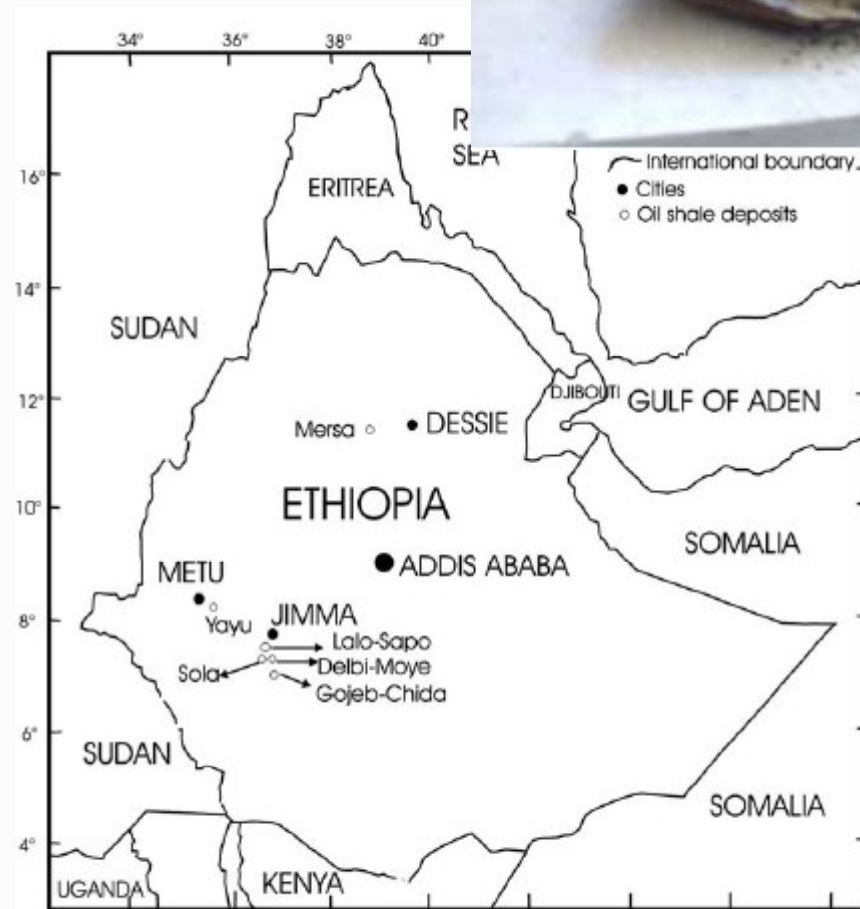 34° 36° 38° 40°
R
SEA
International boundary
Cities
Oil shale deposits
16°
ERITREA
14°
SUDAN
12°
DJIBOUTI
GULF OF ADEN
Mersa
DESSIE
10°
ETHIOPIA
SOMALIA
ADDIS ABABA
METU
8°
Yayu
JIMMA
Lalo-Sapo
Sola
Delbi-Moye
Gojeb-Chida
6°
SUDAN
SOMALIA
4°
UGANDA
KENYA